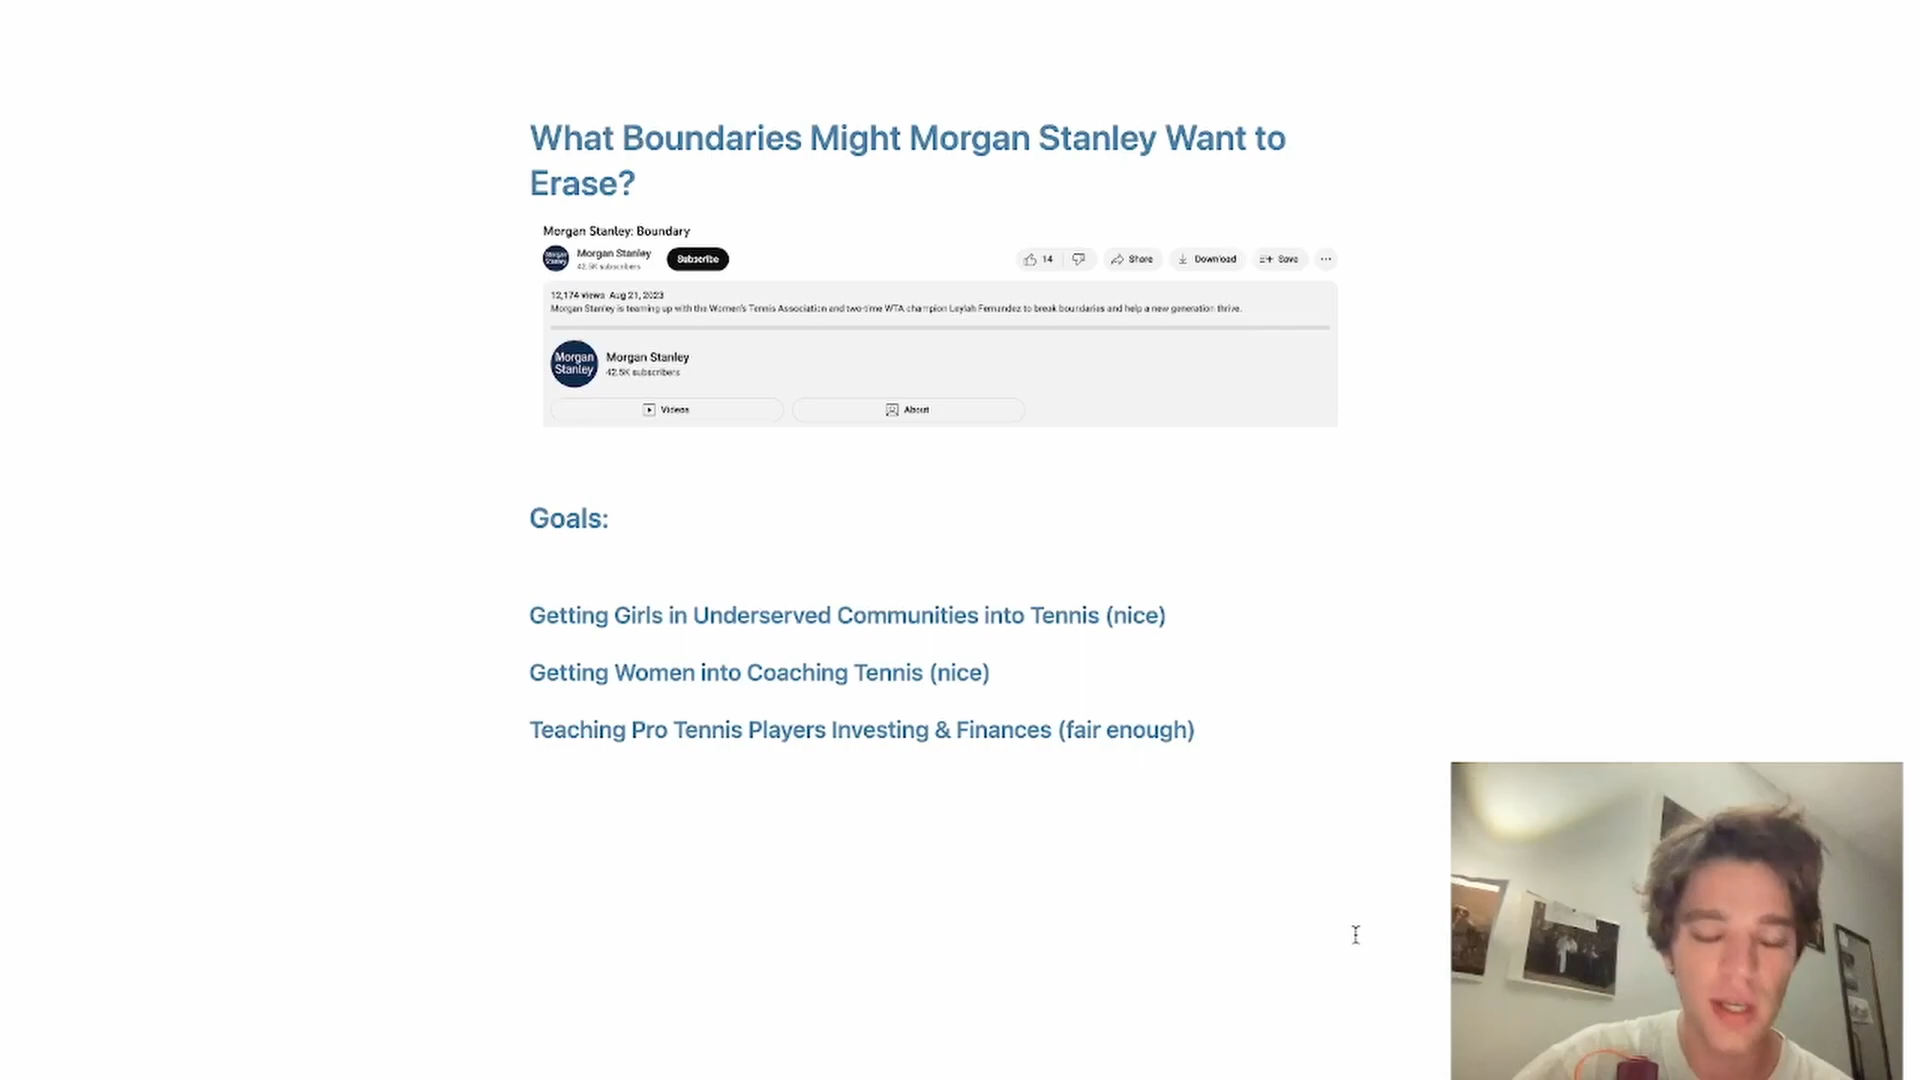 What Boundaries Might Morgan Stanley Want to
Erase?
Morgan Stanley: Boundary
Morgan Stanley
42.5K subscribers
Subscribe
14
Share
Download
Save
12,174 views Aug 21, 2023
Morgan Stanley is teaming up with the Women's Tennis Association and two-time WTA champion Leylah Fernandez to break boundaries and help a new generation thrive.
Morgan
Stanley
Morgan Stanley
42.5K subscribers
Videos
About
Goals:
Getting Girls in Underserved Communities into Tennis (nice)
Getting Women into Coaching Tennis (nice)
Teaching Pro Tennis Players Investing & Finances (fair enough)